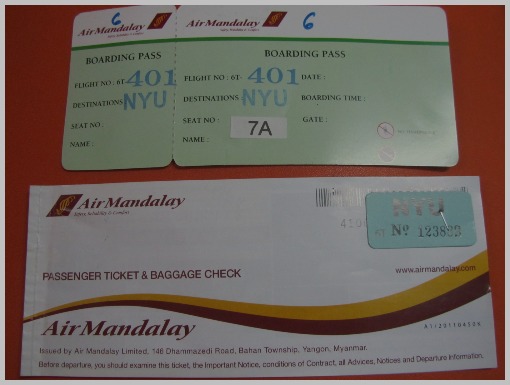 6
AirMandalay
BOARDING PASS
FLIGHT NO : 6T- 401
DESTINATIONS NYU
SEAT NO :
NAME :
6
AirMandalay
BOARDING PASS
FLIGHT NO : 6T- 401 DATE :
DESTINATIONS NYU BOARDING TIME :
SEAT NO : 7A GATE :
NAME :
AirMandalay
NYU
Nº 123889
PASSENGER TICKET & BAGGAGE CHECK
www.airmandalay.com
AirMandalay
Issued by Air Mandalay Limited, 146 Dhammazedi Road, Bahan Township, Yangon, Myanmar.
Before departure, you should examine this ticket, the Important Notice, conditions of Contract, all Advices, Notices and Departure information.